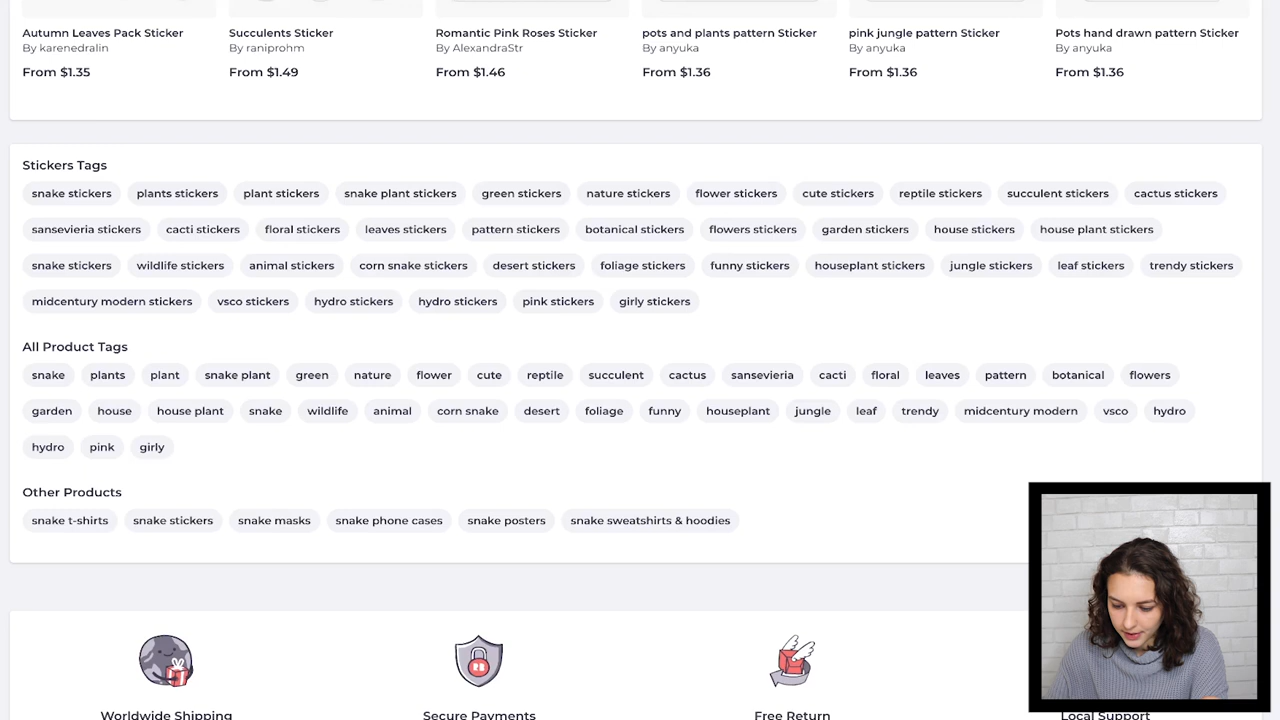 Autumn Leaves Pack Sticker
By karenedralin
From $1.35
Succulents Sticker
By raniprohm
From $1.49
Romantic Pink Roses Sticker
By AlexandraStr
From $1.46
pots and plants pattern Sticker
By anyuka
From $1.36
pink jungle pattern Sticker
By anyuka
From $1.36
Pots hand drawn pattern Sticker
By anyuka
From $1.36
Stickers Tags
snake stickers plants stickers plant stickers snake plant stickers green stickers nature stickers flower stickers cute stickers reptile stickers succulent stickers cactus stickers
sansevieria stickers cacti stickers floral stickers leaves stickers pattern stickers botanical stickers flowers stickers garden stickers house stickers house plant stickers
snake stickers wildlife stickers animal stickers corn snake stickers desert stickers foliage stickers funny stickers houseplant stickers jungle stickers leaf stickers trendy stickers
midcentury modern stickers vsco stickers hydro stickers hydro stickers pink stickers girly stickers
All Product Tags
snake plants plant snake plant green nature flower cute reptile succulent cactus sansevieria cacti floral leaves pattern botanical flowers
garden house house plant snake wildlife animal corn snake desert foliage funny houseplant jungle leaf trendy midcentury modern vsco hydro
hydro pink girly
Other Products
snake t-shirts snake stickers snake masks snake phone cases snake posters snake sweatshirts & hoodies
RB
Worldwide Shipping Secure Payments Free Return Local Support